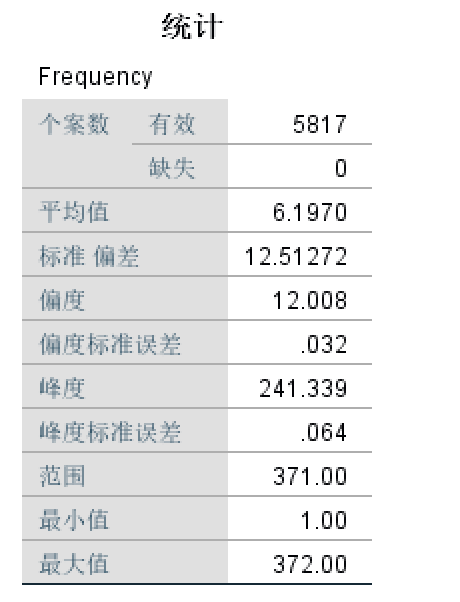 统计
Frequency
个案数 有效 5817
缺失 0
平均值 6.1970
标准 偏差 12.51272
偏度 12.008
偏度标准误差 .032
峰度 241.339
峰度标准误差 .064
范围 371.00
最小值 1.00
最大值 372.00